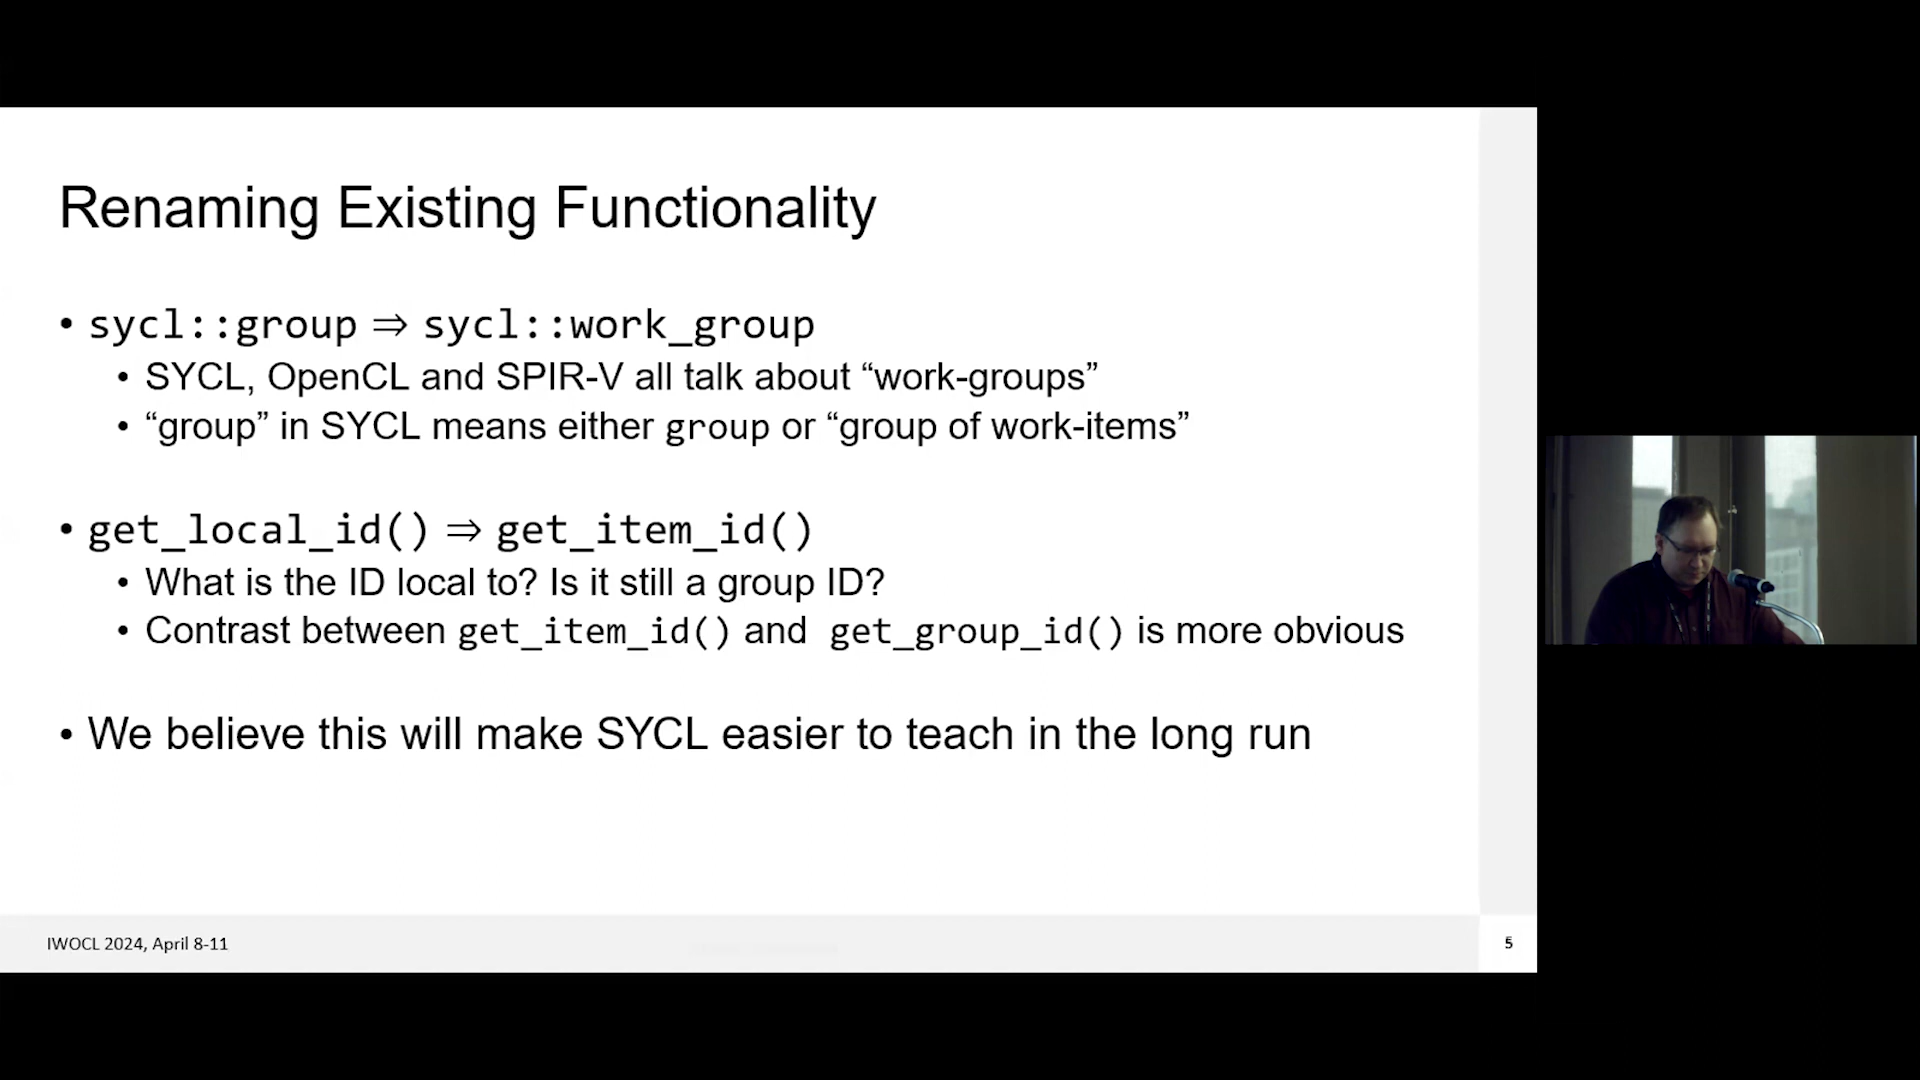 Renaming Existing Functionality
• sycl::group ⇒ sycl::work_group
• SYCL, OpenCL and SPIR-V all talk about “work-groups”
• “group” in SYCL means either group or “group of work-items”
• get_local_id() ⇒ get_item_id()
• What is the ID local to? Is it still a group ID?
• Contrast between get_item_id() and get_group_id() is more obvious
• We believe this will make SYCL easier to teach in the long run
IWOCL 2024, April 8-11
5